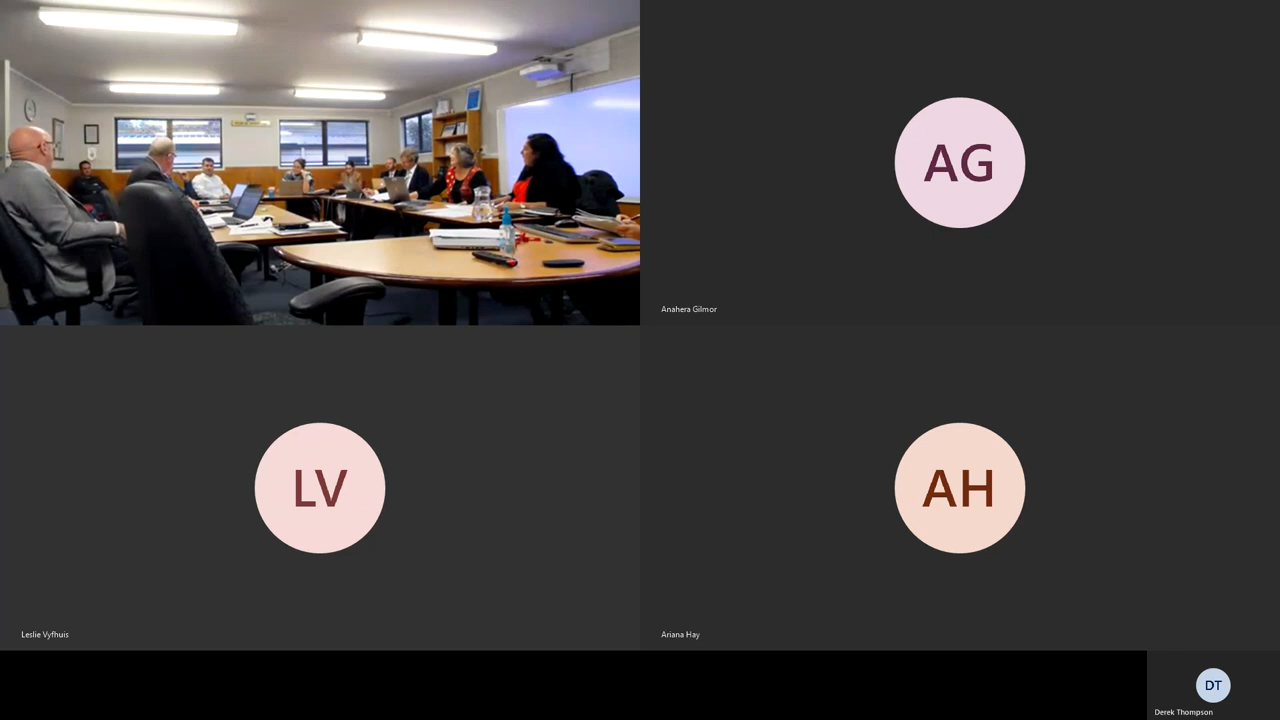 AG
Anahera Gilmor
LV
Leslie Vyfhuis
AH
Ariana Hay
DT
Derek Thompson